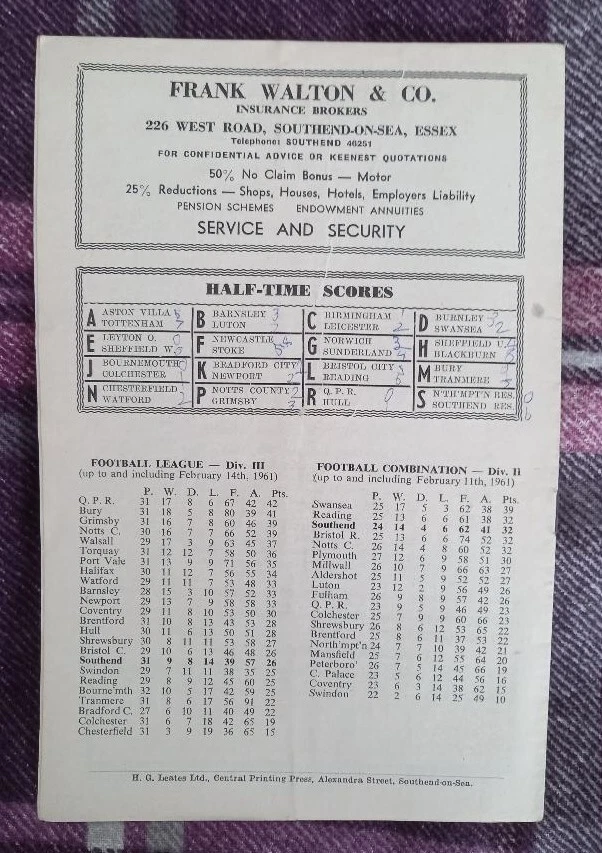 FRANK WALTON & CO.
INSURANCE BROKERS
226 WEST ROAD, SOUTHEND-ON-SEA, ESSEX
Telephone: SOUTHEND 46251
FOR CONFIDENTIAL ADVICE OR KEENEST QUOTATIONS
50% No Claim Bonus — Motor
25% Reductions — Shops, Houses, Hotels, Employers Liability
PENSION SCHEMES ENDOWMENT ANNUITIES
SERVICE AND SECURITY
HALF-TIME SCORES
A ASTON VILLA TOTTENHAM
B BARNSLEY LUTON
C BIRMINGHAM LEICESTER
D BURNLEY SWANSEA
E LEYTON O. SHEFFIELD W.
F NEWCASTLE STOKE
G NORWICH SUNDERLAND
H SHEFFIELD U. BLACKBURN
J BOURNEMOUTH COLCHESTER
K BRADFORD CITY NEWPORT
L BRISTOL CITY READING
M BURY TRANMERE
N CHESTERFIELD WATFORD
P NOTTS COUNTY GRIMSBY
R Q.P.R. HULL
S N'TH'MPT'N RES. SOUTHEND RES.
FOOTBALL LEAGUE — Div. III
(up to and including February 14th, 1961)
P. W. D. L. F. A. Pts.
Q. P. R. 31 17 8 6 67 42 42
Bury 31 18 5 8 80 39 41
Grimsby 31 16 7 8 60 46 39
Notts C. 30 16 7 7 66 52 39
Walsall 29 17 3 9 63 45 37
Torquay 31 12 12 7 58 50 36
Port Vale 31 13 9 9 71 56 35
Halifax 30 11 12 7 56 55 34
Watford 29 11 11 7 53 48 33
Barnsley 28 15 3 10 57 52 33
Newport 29 13 7 9 58 58 33
Coventry 29 11 8 10 53 50 30
Brentford 31 10 8 13 43 53 28
Hull 30 11 6 13 50 51 28
Shrewsbury 30 8 11 11 53 58 27
Bristol C. 29 10 6 13 46 48 26
Southend 31 9 8 14 39 57 26
Swindon 29 7 11 11 38 35 25
Reading 29 8 9 12 45 60 25
Bourne'mth 32 10 5 17 42 59 25
Tranmere 31 8 6 17 56 91 22
Bradford C. 27 6 10 11 40 49 22
Colchester 31 6 7 18 42 65 19
Chesterfield 31 3 9 19 36 65 15
FOOTBALL COMBINATION — Div. II
(up to and including February 11th, 1961)
P. W. D. L. F. A. Pts.
Swansea 25 17 5 3 62 38 39
Reading 25 13 6 6 61 38 32
Southend 24 14 4 6 62 41 32
Bristol R. 25 13 6 6 74 52 32
Notts C. 26 14 4 8 60 52 32
Plymouth 27 12 6 9 58 51 30
Millwall 26 10 7 9 66 63 27
Aldershot 25 11 5 9 52 52 27
Luton 23 12 2 9 56 49 26
Fulham 26 9 8 9 57 42 26
Q. P. R. 23 9 5 9 46 49 23
Colchester 25 7 9 9 60 66 23
Shrewsbury 26 8 6 12 53 65 22
Brentford 25 8 6 11 37 53 22
North'mpt'n 24 7 7 10 39 42 21
Mansfield 25 7 6 12 55 64 20
Peterboro' 26 7 5 14 45 66 19
C. Palace 23 5 6 12 44 56 16
Coventry 23 6 3 14 38 62 15
Swindon 22 2 6 14 25 49 10
H. G. Leates Ltd., Central Printing Press, Alexandra Street, Southend-on-Sea.